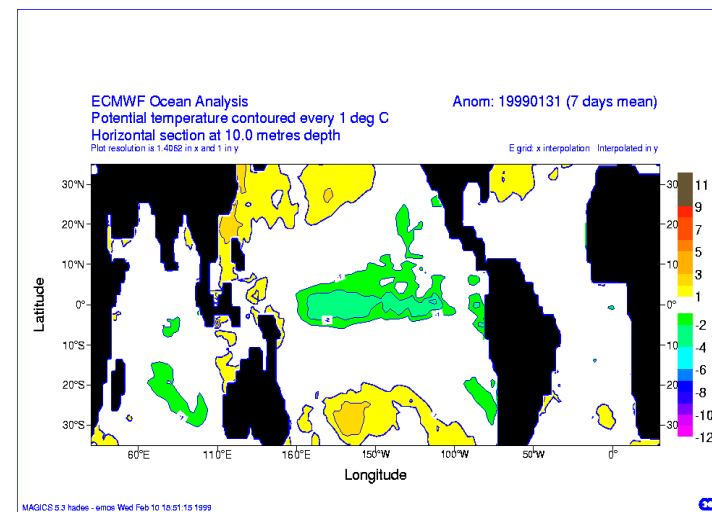 ECMWF Ocean Analysis
Anom: 19990131 (7 days mean)
Potential temperature contoured every 1 deg C
Horizontal section at 10.0 metres depth
Plot resolution is 1.4062 in x and 1 in y
E grid: x interpolation Interpolated in y
30°N
20°N
10°N
0°
10°S
20°S
30°S
Latitude
30°
20
10
0°
-10
-20
-30
11
9
7
5
3
1
-2
-4
-6
-8
-10
-12
-1
-2
-1
60°E
110°E
160°E
150°W
100°W
50°W
0°
Longitude
MAGICS 5.3 hades - emos Wed Feb 10 18:51:15 1999